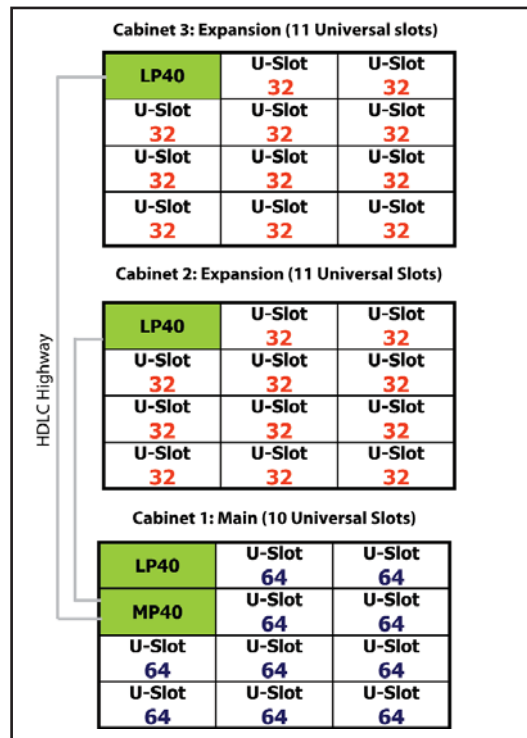 Cabinet 3: Expansion (11 Universal slots)
LP40 U-Slot U-Slot
32 32
U-Slot U-Slot U-Slot
32 32 32
U-Slot U-Slot U-Slot
32 32 32
U-Slot U-Slot U-Slot
32 32 32
Cabinet 2: Expansion (11 Universal Slots)
LP40 U-Slot U-Slot
32 32
U-Slot U-Slot U-Slot
32 32 32
U-Slot U-Slot U-Slot
32 32 32
U-Slot U-Slot U-Slot
32 32 32
HDLC Highway
Cabinet 1: Main (10 Universal Slots)
LP40 U-Slot U-Slot
64 64
MP40 U-Slot U-Slot
64 64
U-Slot U-Slot U-Slot
64 64 64
U-Slot U-Slot U-Slot
64 64 64